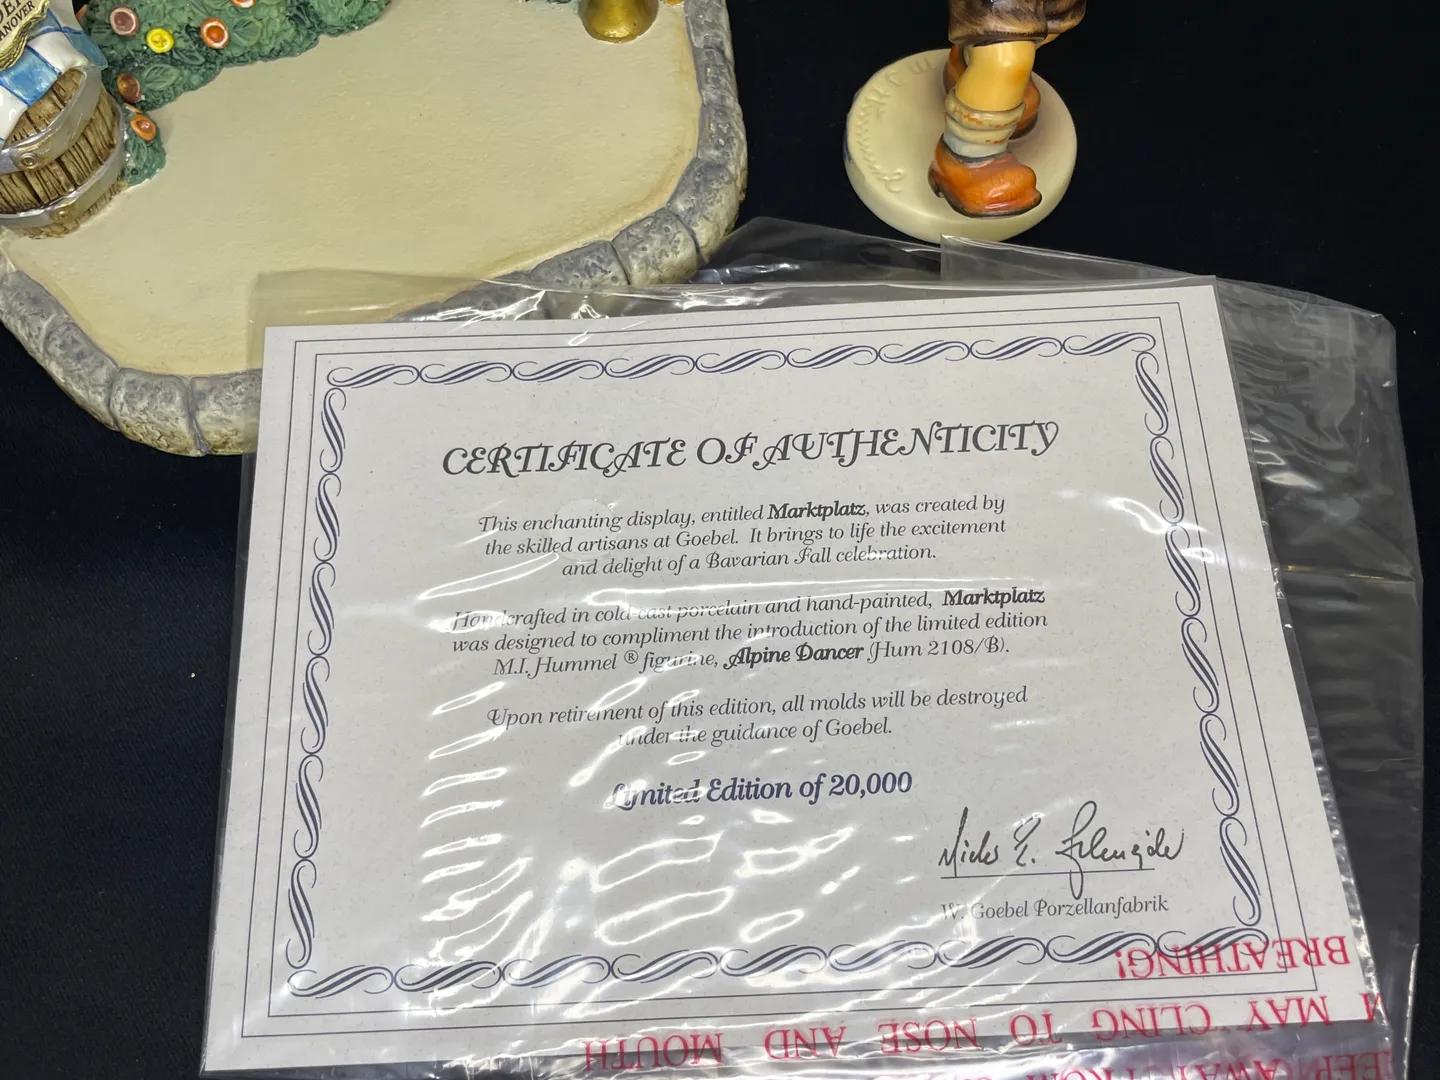 ANOVER
CERTIFICATE OF AUTHENTICITY
This enchanting display, entitled Marktplatz, was created by
the skilled artisans at Goebel. It brings to life the excitement
and delight of a Bavarian Fall celebration.
Handcrafted in cold-cast porcelain and hand-painted, Marktplatz
was designed to compliment the introduction of the limited edition
M.I. Hummel ® figurine, Alpine Dancer (Hum 2108/B).
Upon retirement of this edition, all molds will be destroyed
under the guidance of Goebel.
Limited Edition of 20,000
W. Goebel Porzellanfabrik
BREATHING!
MAY CLING TO NOSE AND MOUTH